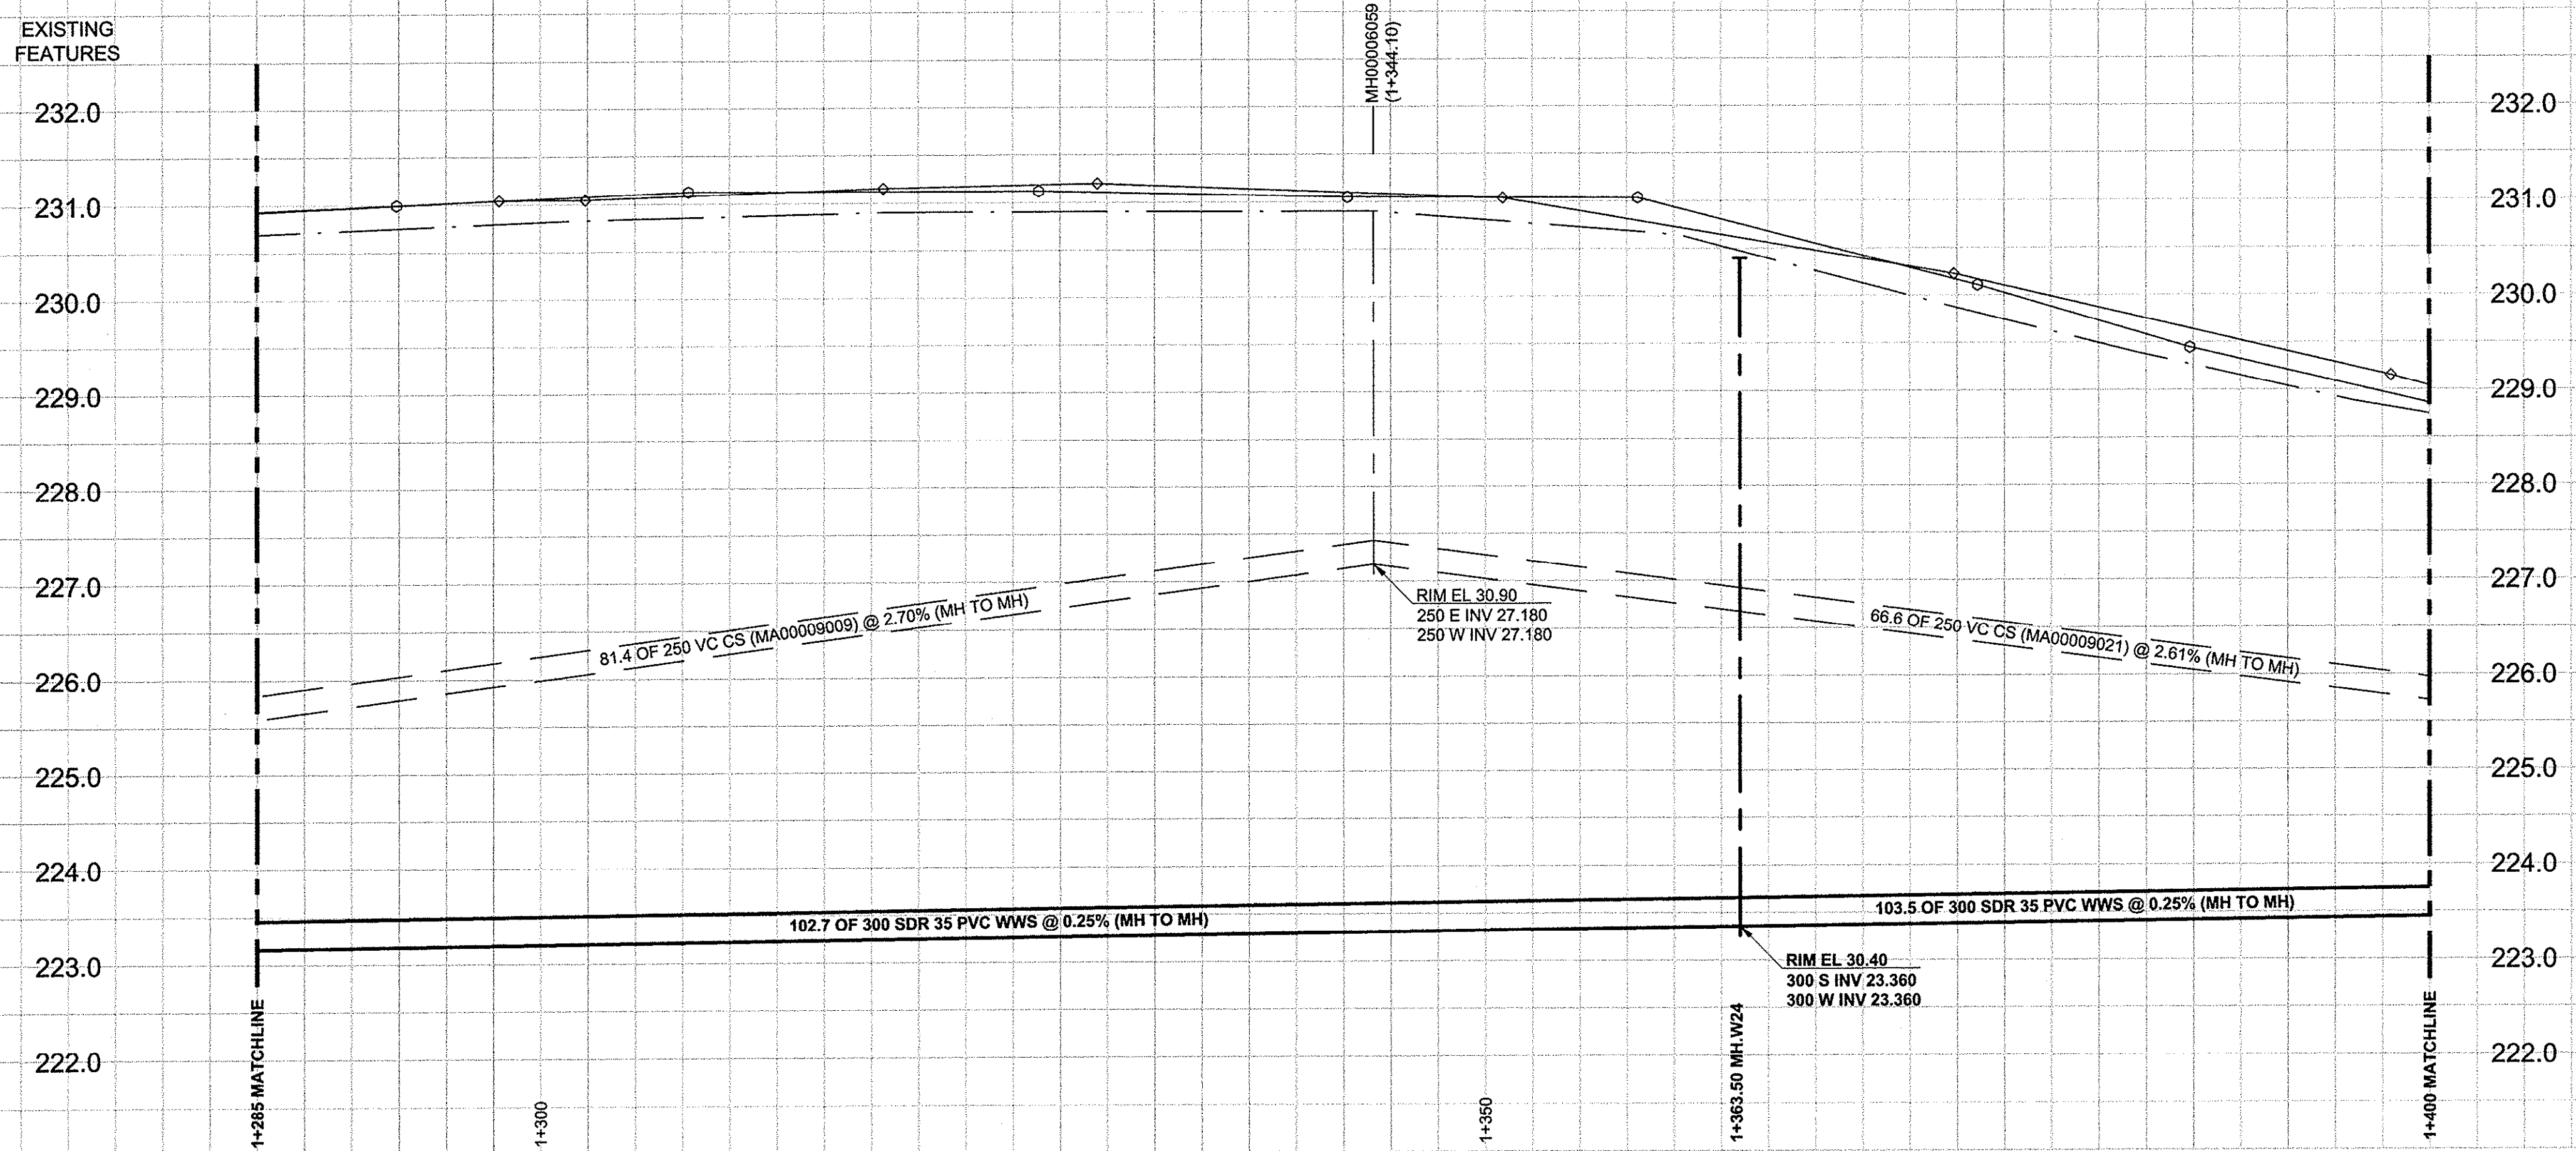 EXISTING
FEATURES
MH00006059
(1+344.10)
232.0
232.0
231.0
231.0
230.0
230.0
229.0
229.0
228.0
228.0
227.0
227.0
RIM EL 30.90
250 E INV 27.180
250 W INV 27.180
81.4 OF 250 VC CS (MA00009009) @ 2.70% (MH TO MH)
66.6 OF 250 VC CS (MA00009021) @ 2.61% (MH TO MH)
226.0
226.0
225.0
225.0
224.0
224.0
102.7 OF 300 SDR 35 PVC WWS @ 0.25% (MH TO MH)
103.5 OF 300 SDR 35 PVC WWS @ 0.25% (MH TO MH)
223.0
223.0
RIM EL 30.40
300 S INV 23.360
300 W INV 23.360
222.0
222.0
1+285 MATCHLINE
1+300
1+350
1+363.50 MH.W24
1+400 MATCHLINE